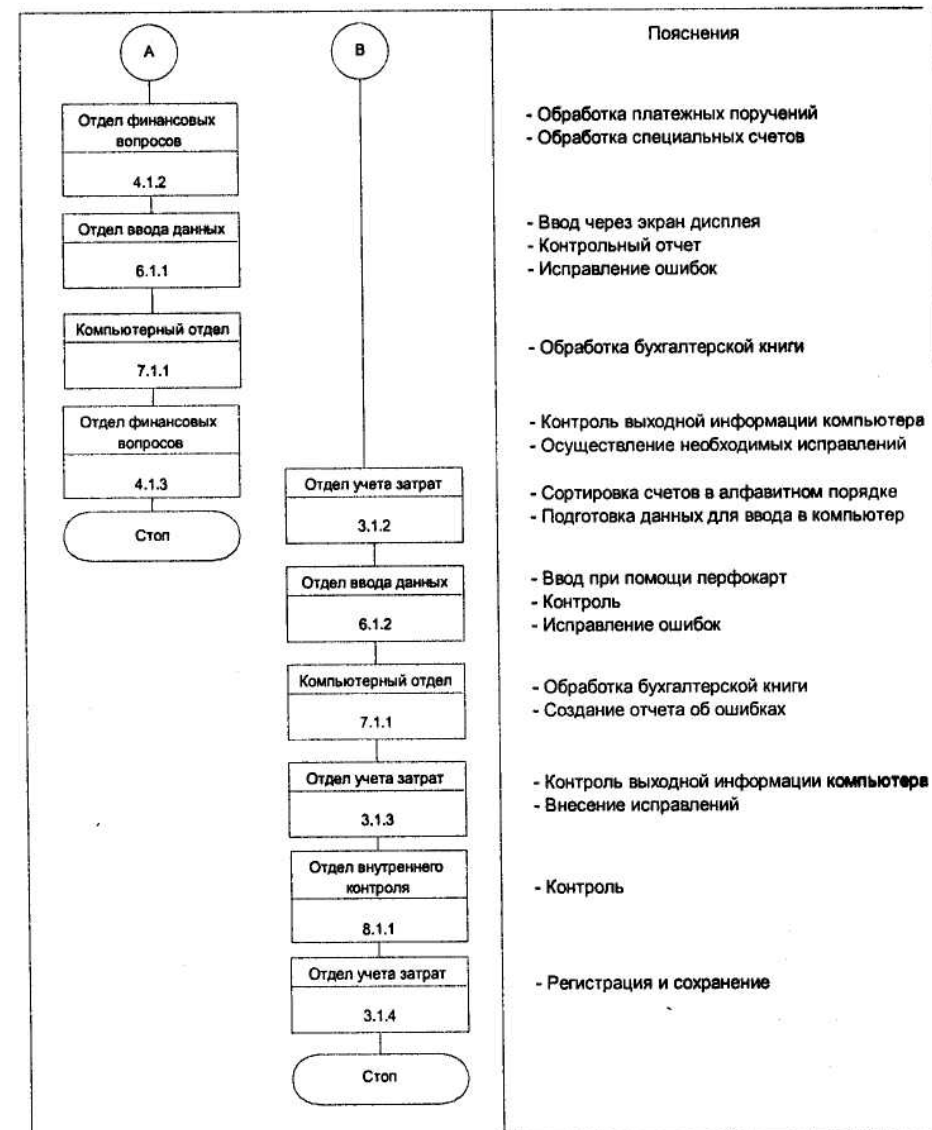 А
В
Пояснения
Отдел финансовых
вопросов
4.1.2
- Обработка платежных поручений
- Обработка специальных счетов
Отдел ввода данных
6.1.1
- Ввод через экран дисплея
- Контрольный отчет
- Исправление ошибок
Компьютерный отдел
7.1.1
- Обработка бухгалтерской книги
Отдел финансовых
вопросов
4.1.3
- Контроль выходной информации компьютера
- Осуществление необходимых исправлений
Стоп
Отдел учета затрат
3.1.2
- Сортировка счетов в алфавитном порядке
- Подготовка данных для ввода в компьютер
Отдел ввода данных
6.1.2
- Ввод при помощи перфокарт
- Контроль
- Исправление ошибок
Компьютерный отдел
7.1.1
- Обработка бухгалтерской книги
- Создание отчета об ошибках
Отдел учета затрат
3.1.3
- Контроль выходной информации компьютера
- Внесение исправлений
Отдел внутреннего
контроля
8.1.1
- Контроль
Отдел учета затрат
3.1.4
- Регистрация и сохранение
Стоп